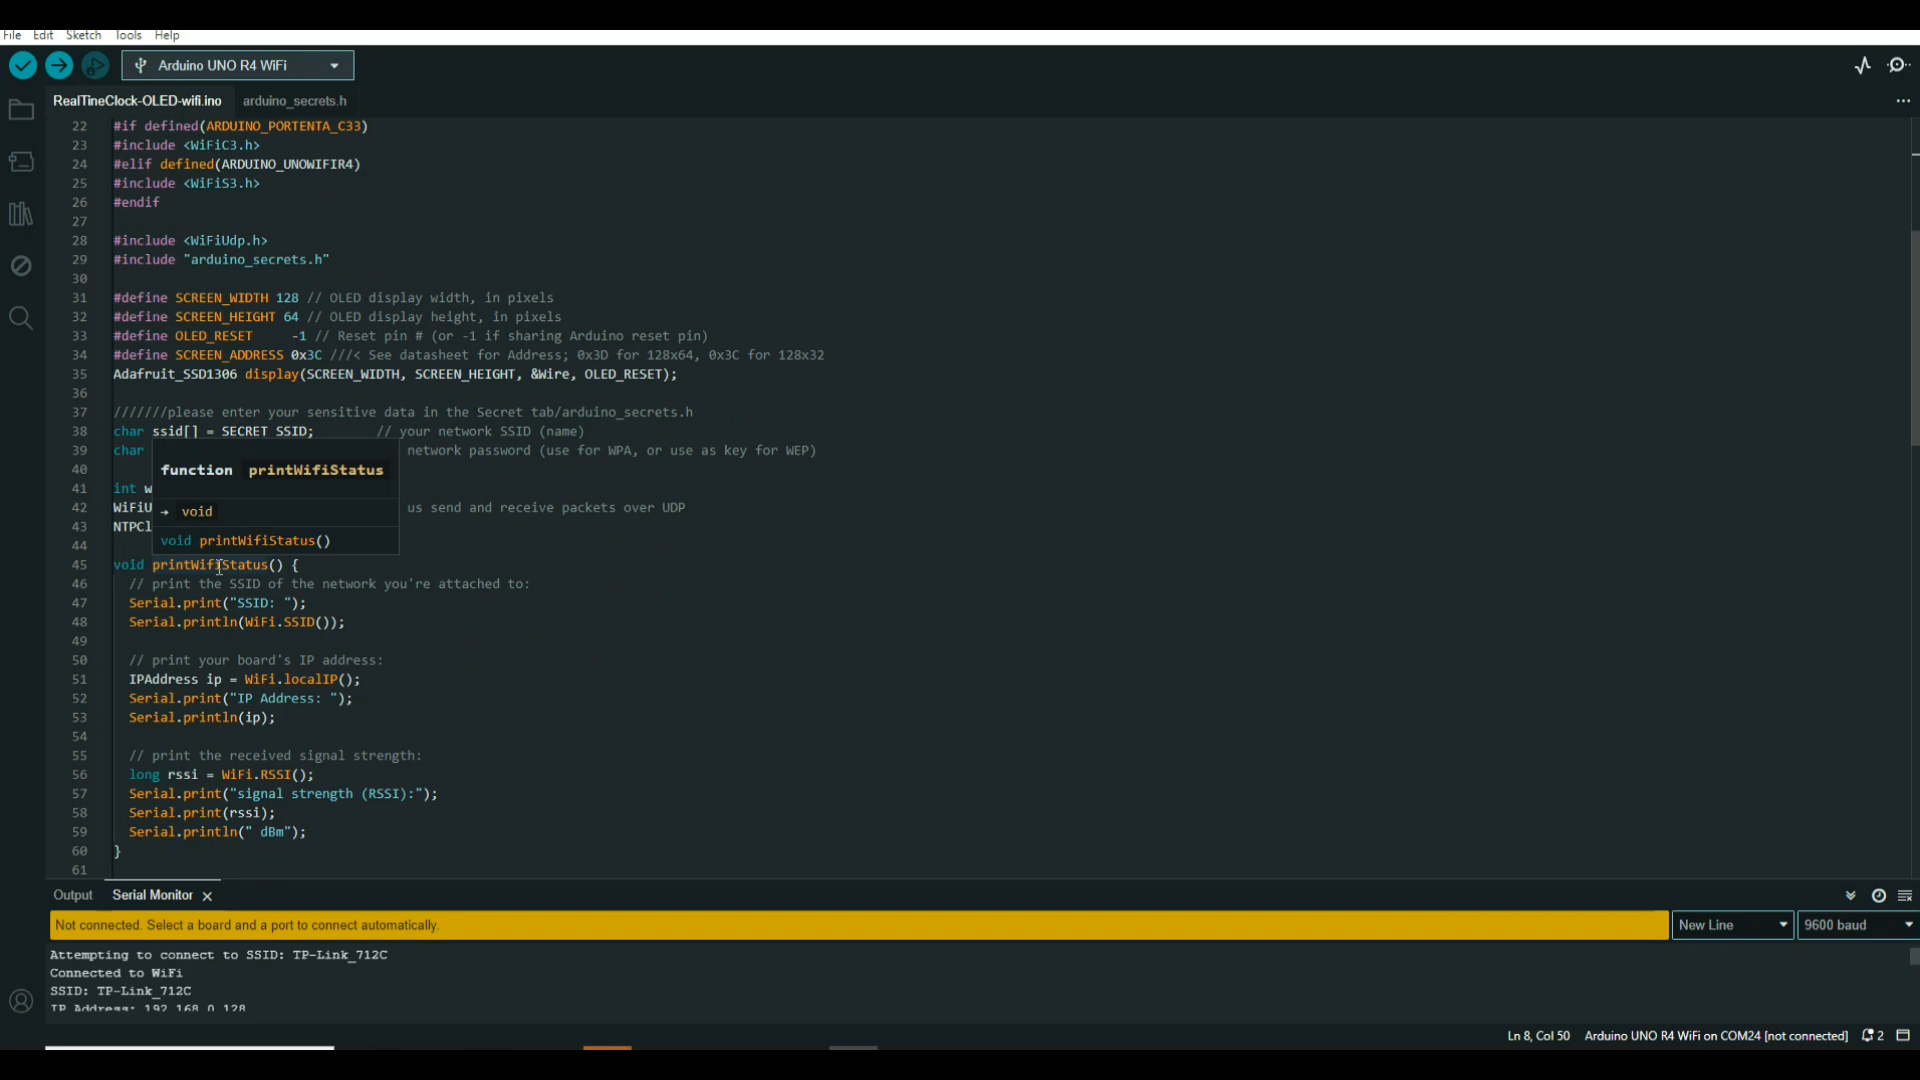 File Edit Sketch Tools Help
Arduino UNO R4 WiFi
RealTineClock-OLED-wifi.ino arduino_secrets.h
22 #if defined(ARDUINO_PORTENTA_C33)
23 #include <WiFiC3.h>
24 #elif defined(ARDUINO_UNOWIFIR4)
25 #include <WiFiS3.h>
26 #endif
27
28 #include <WiFiUdp.h>
29 #include "arduino_secrets.h"
30
31 #define SCREEN_WIDTH 128 // OLED display width, in pixels
32 #define SCREEN_HEIGHT 64 // OLED display height, in pixels
33 #define OLED_RESET     -1 // Reset pin # (or -1 if sharing Arduino reset pin)
34 #define SCREEN_ADDRESS 0x3C ///< See datasheet for Address; 0x3D for 128x64, 0x3C for 128x32
35 Adafruit_SSD1306 display(SCREEN_WIDTH, SCREEN_HEIGHT, &Wire, OLED_RESET);
36
37 ///////please enter your sensitive data in the Secret tab/arduino_secrets.h
38 char ssid[] = SECRET_SSID;        // your network SSID (name)
39 char network password (use for WPA, or use as key for WEP)
40 function printWifiStatus
41 int w
42 WiFiU → void us send and receive packets over UDP
43 NTPCl
44 void printWifiStatus()
45 void printWifiStatus() {
46 // print the SSID of the network you're attached to:
47 Serial.print("SSID: ");
48 Serial.println(WiFi.SSID());
49
50 // print your board's IP address:
51 IPAddress ip = WiFi.localIP();
52 Serial.print("IP Address: ");
53 Serial.println(ip);
54
55 // print the received signal strength:
56 long rssi = WiFi.RSSI();
57 Serial.print("signal strength (RSSI):");
58 Serial.print(rssi);
59 Serial.println(" dBm");
60 }
61
Output Serial Monitor
Not connected. Select a board and a port to connect automatically. New Line 9600 baud
Attempting to connect to SSID: TP-Link_712C
Connected to WiFi
SSID: TP-Link_712C
IP Address: 192.168.0.128
Ln 8, Col 50 Arduino UNO R4 WiFi on COM24 [not connected] 2